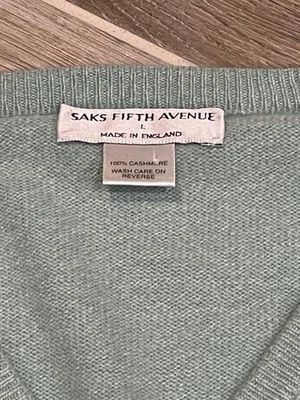 SAKS FIFTH AVENUE
L
MADE IN ENGLAND
100% CASHMERE
WASH CARE ON
REVERSE